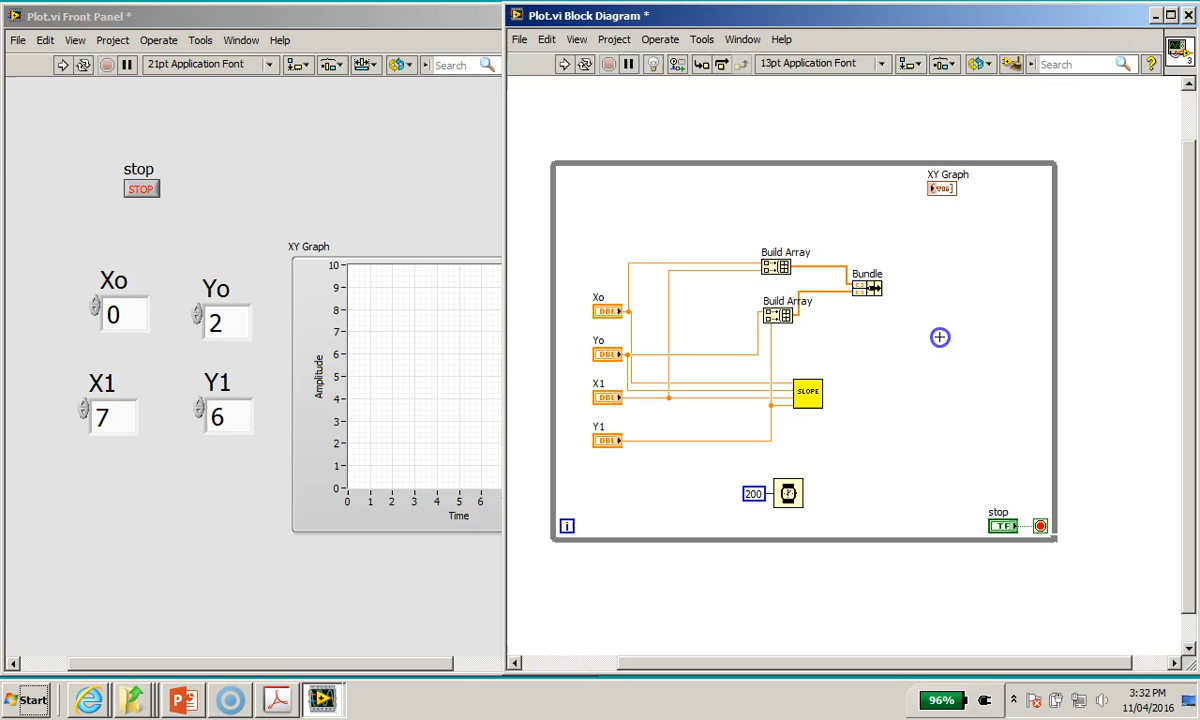 Plot.vi Front Panel *
File Edit View Project Operate Tools Window Help
21pt Application Font
Search
stop
STOP
Xo
0
Yo
2
X1
7
Y1
6
XY Graph
Amplitude
10
9
8
7
6
5
4
3
2
1
0
0 1 2 3 4 5 6
Time
Plot.vi Block Diagram *
File Edit View Project Operate Tools Window Help
13pt Application Font
Search
?
3
XY Graph
Build Array
Bundle
Build Array
Xo
DBL
Yo
DBL
X1
DBL
Y1
DBL
SLOPE
200
i
stop
TF
Start
96%
3:32 PM
11/04/2016